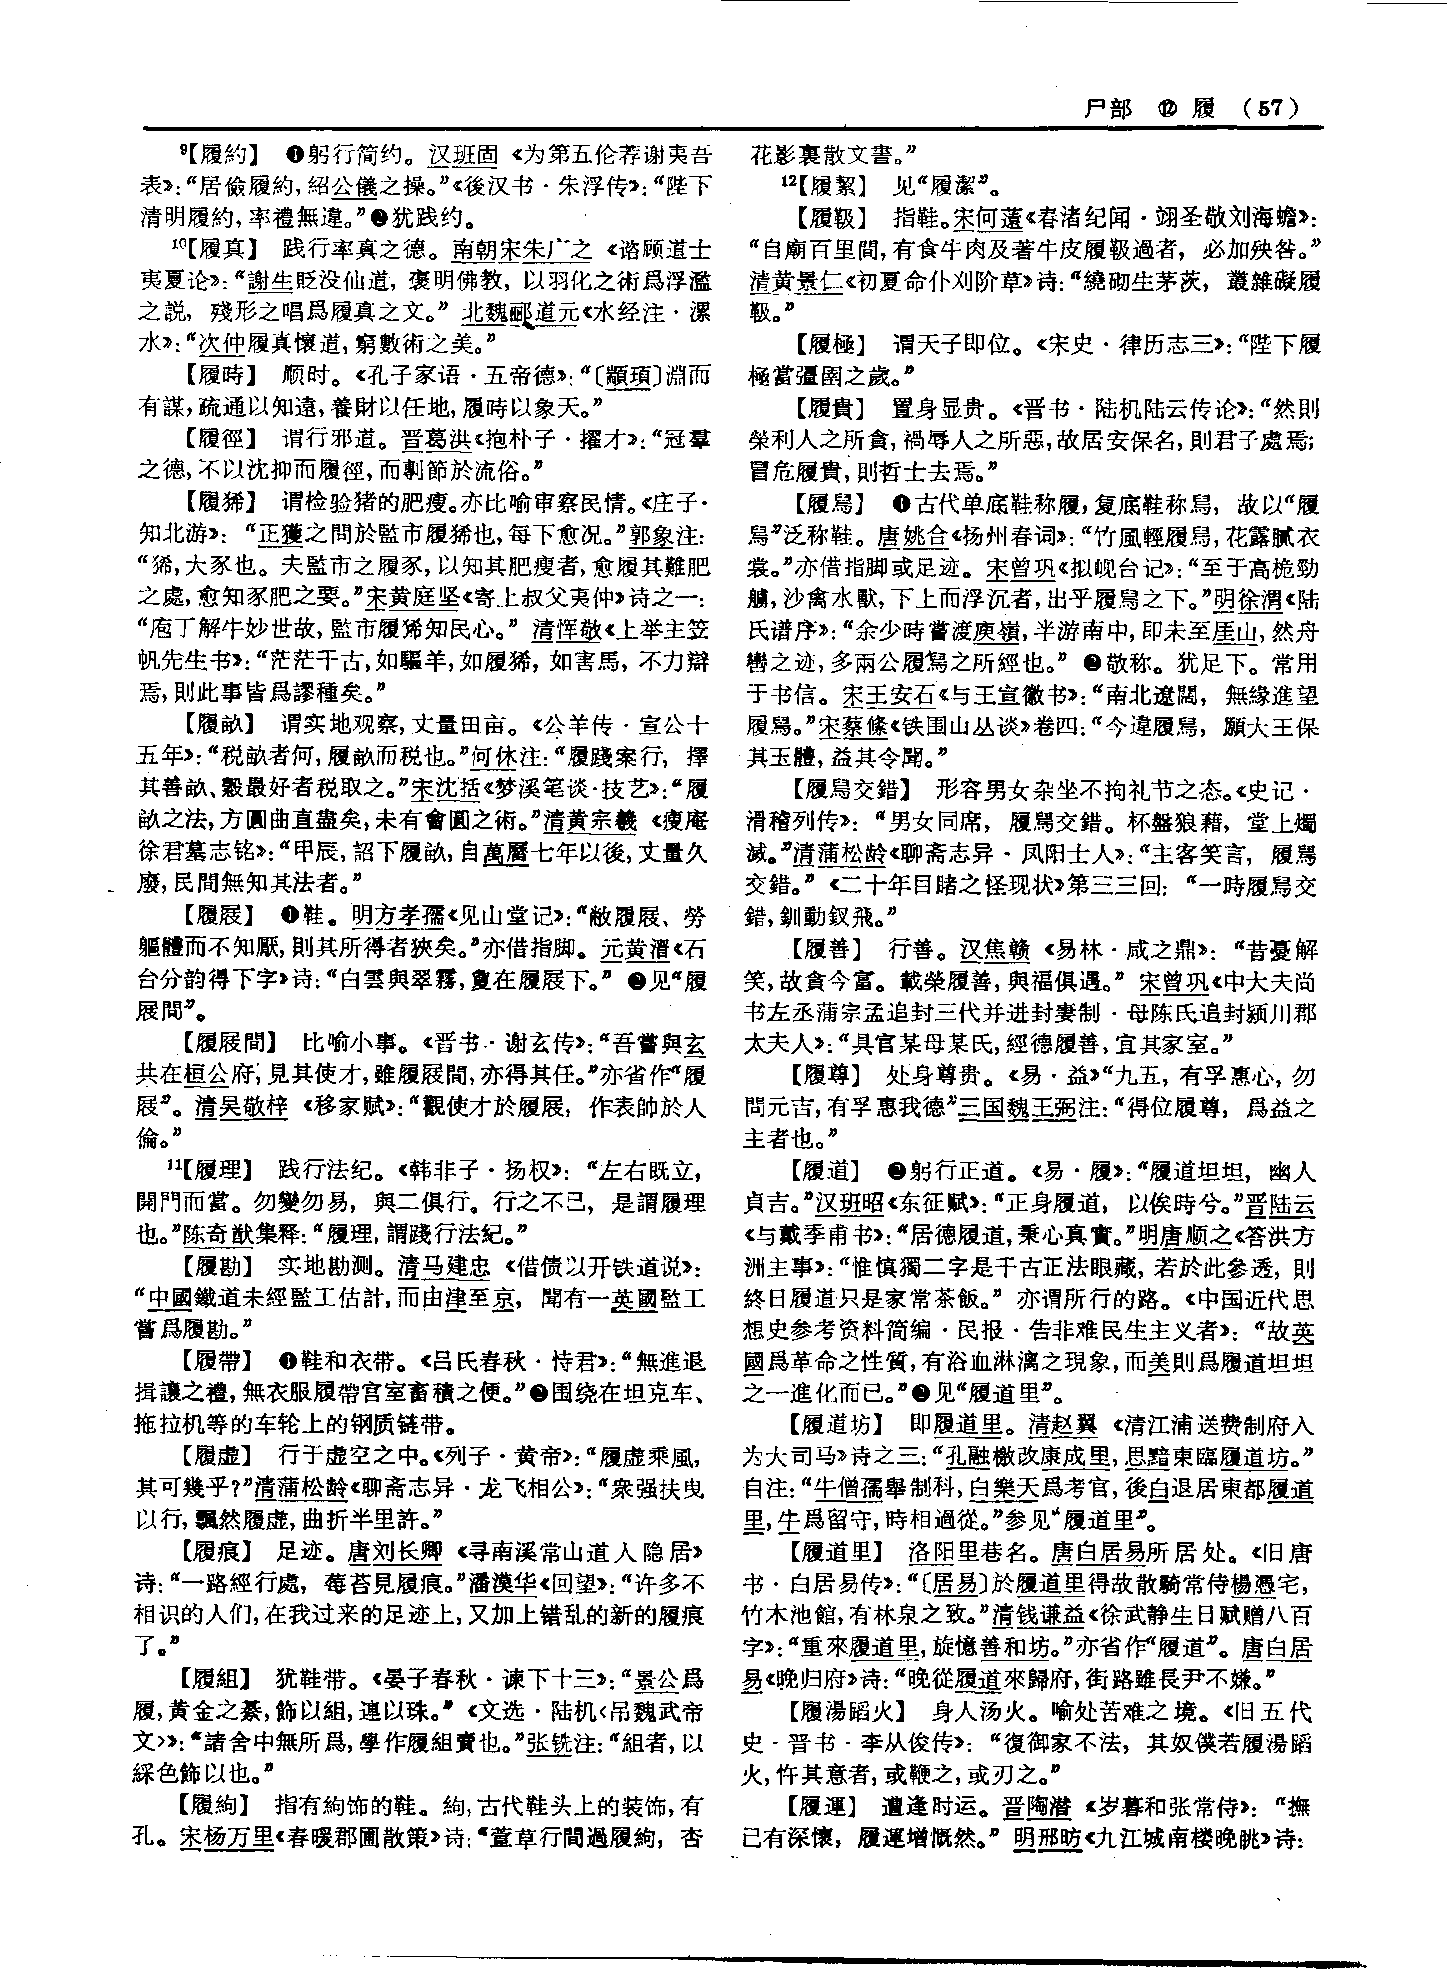 尸部 ⑫ 履 （57）
⁹【履約】 ❶躬行简约。汉班固《为第五伦荐谢夷吾
表》：“居儉履約，紹公儀之操。”《後汉书·朱浮传》：“陛下
清明履約，率禮無違。”❷犹践约。
¹⁰【履真】 践行率真之德。南朝宋朱广之《谘顾道士
夷夏论》：“謝生貶没仙道，褒明佛教，以羽化之術爲浮濫
之説，殘形之唱爲履真之文。”北魏郦道元《水经注·漯
水》：“次仲履真懷道，窮數術之美。”
【履時】 顺时。《孔子家语·五帝德》：“〔顓頊〕淵而
有謀，疏通以知遠，養財以任地，履時以象天。”
【履徑】 谓行邪道。晋葛洪《抱朴子·擢才》：“冠羣
之德，不以沈抑而履徑，而剸節於流俗。”
【履狶】 谓检验猪的肥瘦。亦比喻审察民情。《庄子·
知北游》：“正獲之問於監市履狶也，每下愈况。”郭象注：
“狶，大豕也。夫監市之履豕，以知其肥瘦者，愈履其難肥
之處，愈知豕肥之要。”宋黄庭坚《寄上叔父夷仲》诗之一：
“庖丁解牛妙世故，監市履狶知民心。”清恽敬《上举主笠
帆先生书》：“茫茫千古，如驅羊，如履狶，如害馬，不力辯
焉，則此事皆爲謬種矣。”
【履畝】 谓实地观察，丈量田亩。《公羊传·宣公十
五年》：“税畝者何，履畝而税也。”何休注：“履踐案行，擇
其善畝、穀最好者税取之。”宋沈括《梦溪笔谈·技艺》：“履
畝之法，方圓曲直盡矣，未有會圓之術。”清黄宗羲《瘦庵
徐君墓志铭》：“甲辰，詔下履畝，自萬曆七年以後，丈量久
廢，民間無知其法者。”
【履屐】 ❶鞋。明方孝孺《见山堂记》：“敝履屐、勞
軀體而不知厭，則其所得者狹矣。”亦借指脚。元黄溍《石
台分韵得下字》诗：“白雲與翠霧，敻在履屐下。”❷见“履
屐間”。
【履屐間】 比喻小事。《晋书·谢玄传》：“吾嘗與玄
共在桓公府，見其使才，雖履屐間，亦得其任。”亦省作“履
屐”。清吴敬梓《移家赋》：“觀使才於履屐，作表帥於人
倫。”
¹¹【履理】 践行法纪。《韩非子·扬权》：“左右既立，
開門而當。勿變勿易，與二俱行。行之不已，是謂履理
也。”陈奇猷集释：“履理，謂踐行法紀。”
【履勘】 实地勘测。清马建忠《借债以开铁道说》：
“中國鐵道未經監工估計，而由津至京，聞有一英國監工
嘗爲履勘。”
【履帶】 ❶鞋和衣带。《吕氏春秋·恃君》：“無進退
揖讓之禮，無衣服履帶宫室畜積之便。”❷围绕在坦克车、
拖拉机等的车轮上的钢质链带。
【履虚】 行于虚空之中。《列子·黄帝》：“履虚乘風，
其可幾乎？”清蒲松龄《聊斋志异·龙飞相公》：“衆强扶曳
以行，飄然履虚，曲折半里許。”
【履痕】 足迹。唐刘长卿《寻南溪常山道人隐居》
诗：“一路經行處，莓苔見履痕。”潘漠华《回望》：“许多不
相识的人们，在我过来的足迹上，又加上错乱的新的履痕
了。”
【履組】 犹鞋带。《晏子春秋·谏下十三》：“景公爲
履，黄金之綦，飾以組，連以珠。”《文选·陆机〈吊魏武帝
文〉》：“諸舍中無所爲，學作履組賣也。”张铣注：“組者，以
綵色飾以也。”
【履絇】 指有絇饰的鞋。絇，古代鞋头上的装饰，有
孔。宋杨万里《春暖郡圃散策》诗：“萱草行間過履絇，杏
花影裏散文書。”
¹²【履絜】 见“履潔”。
【履靸】 指鞋。宋何薳《春渚纪闻·翊圣敬刘海蟾》：
“自廟百里間，有食牛肉及著牛皮履靸過者，必加殃咎。”
清黄景仁《初夏命仆刈阶草》诗：“繞砌生茅茨，叢雜礙履
靸。”
【履極】 谓天子即位。《宋史·律历志三》：“陛下履
極當彊圉之歲。”
【履貴】 置身显贵。《晋书·陆机陆云传论》：“然則
榮利人之所貪，禍辱人之所惡，故居安保名，則君子處焉；
冒危履貴，則哲士去焉。”
【履舄】 ❶古代单底鞋称履，复底鞋称舄，故以“履
舄”泛称鞋。唐姚合《扬州春词》：“竹風輕履舄，花露膩衣
裳。”亦借指脚或足迹。宋曾巩《拟岘台记》：“至于高桅勁
艣，沙禽水獸，下上而浮沉者，出乎履舄之下。”明徐渭《陆
氏谱序》：“余少時嘗渡庾嶺，半游南中，即未至厓山，然舟
轡之迹，多兩公履舄之所經也。”❷敬称。犹足下。常用
于书信。宋王安石《与王宣徽书》：“南北遼闊，無緣進望
履舄。”宋蔡絛《铁围山丛谈》卷四：“今違履舄，願大王保
其玉體，益其令聞。”
【履舄交錯】 形容男女杂坐不拘礼节之态。《史记·
滑稽列传》：“男女同席，履舄交錯。杯盤狼藉，堂上燭
滅。”清蒲松龄《聊斋志异·凤阳士人》：“主客笑言，履舄
交錯。”《二十年目睹之怪现状》第三三回：“一時履舄交
錯，釧動釵飛。”
【履善】 行善。汉焦赣《易林·咸之鼎》：“昔憂解
笑，故貪今富。載榮履善，與福俱遇。”宋曾巩《中大夫尚
书左丞蒲宗孟追封三代并进封妻制·母陈氏追封颍川郡
太夫人》：“具官某母某氏，經德履善，宜其家室。”
【履尊】 处身尊贵。《易·益》“九五，有孚惠心，勿
問元吉，有孚惠我德”三国魏王弼注：“得位履尊，爲益之
主者也。”
【履道】 ❷躬行正道。《易·履》：“履道坦坦，幽人
貞吉。”汉班昭《东征赋》：“正身履道，以俟時兮。”晋陆云
《与戴季甫书》：“居德履道，秉心真實。”明唐顺之《答洪方
洲主事》：“惟慎獨二字是千古正法眼藏，若於此參透，則
終日履道只是家常茶飯。”亦谓所行的路。《中国近代思
想史参考资料简编·民报·告非难民生主义者》：“故英
國爲革命之性質，有浴血淋漓之現象，而美則爲履道坦坦
之一進化而已。”❷见“履道里”。
【履道坊】 即履道里。清赵翼《清江浦送费制府入
为大司马》诗之三：“孔融檄改康成里，思黯東臨履道坊。”
自注：“牛僧孺舉制科，白樂天爲考官，後白退居東都履道
里，牛爲留守，時相過從。”参见“履道里”。
【履道里】 洛阳里巷名。唐白居易所居处。《旧唐
书·白居易传》：“〔居易〕於履道里得故散騎常侍楊憑宅，
竹木池館，有林泉之致。”清钱谦益《徐武静生日赋赠八百
字》：“重來履道里，旋憶善和坊。”亦省作“履道”。唐白居
易《晚归府》诗：“晚從履道來歸府，街路雖長尹不嫌。”
【履湯蹈火】 身入汤火。喻处苦难之境。《旧五代
史·晋书·李从俊传》：“復御家不法，其奴僕若履湯蹈
火，忤其意者，或鞭之，或刃之。”
【履運】 遭逢时运。晋陶潜《岁暮和张常侍》：“撫
己有深懷，履運增慨然。”明邢昉《九江城南楼晚眺》诗：